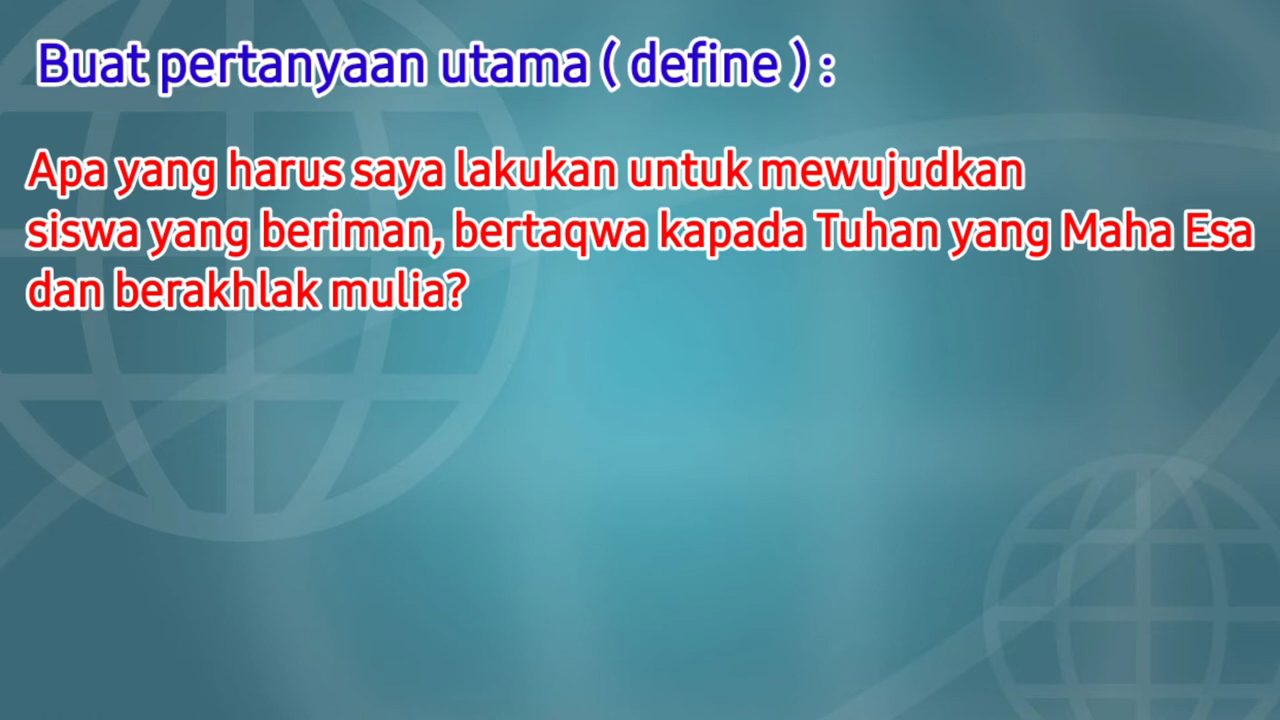 Buat pertanyaan utama ( define ) :
Apa yang harus saya lakukan untuk mewujudkan
siswa yang beriman, bertaqwa kapada Tuhan yang Maha Esa
dan berakhlak mulia?